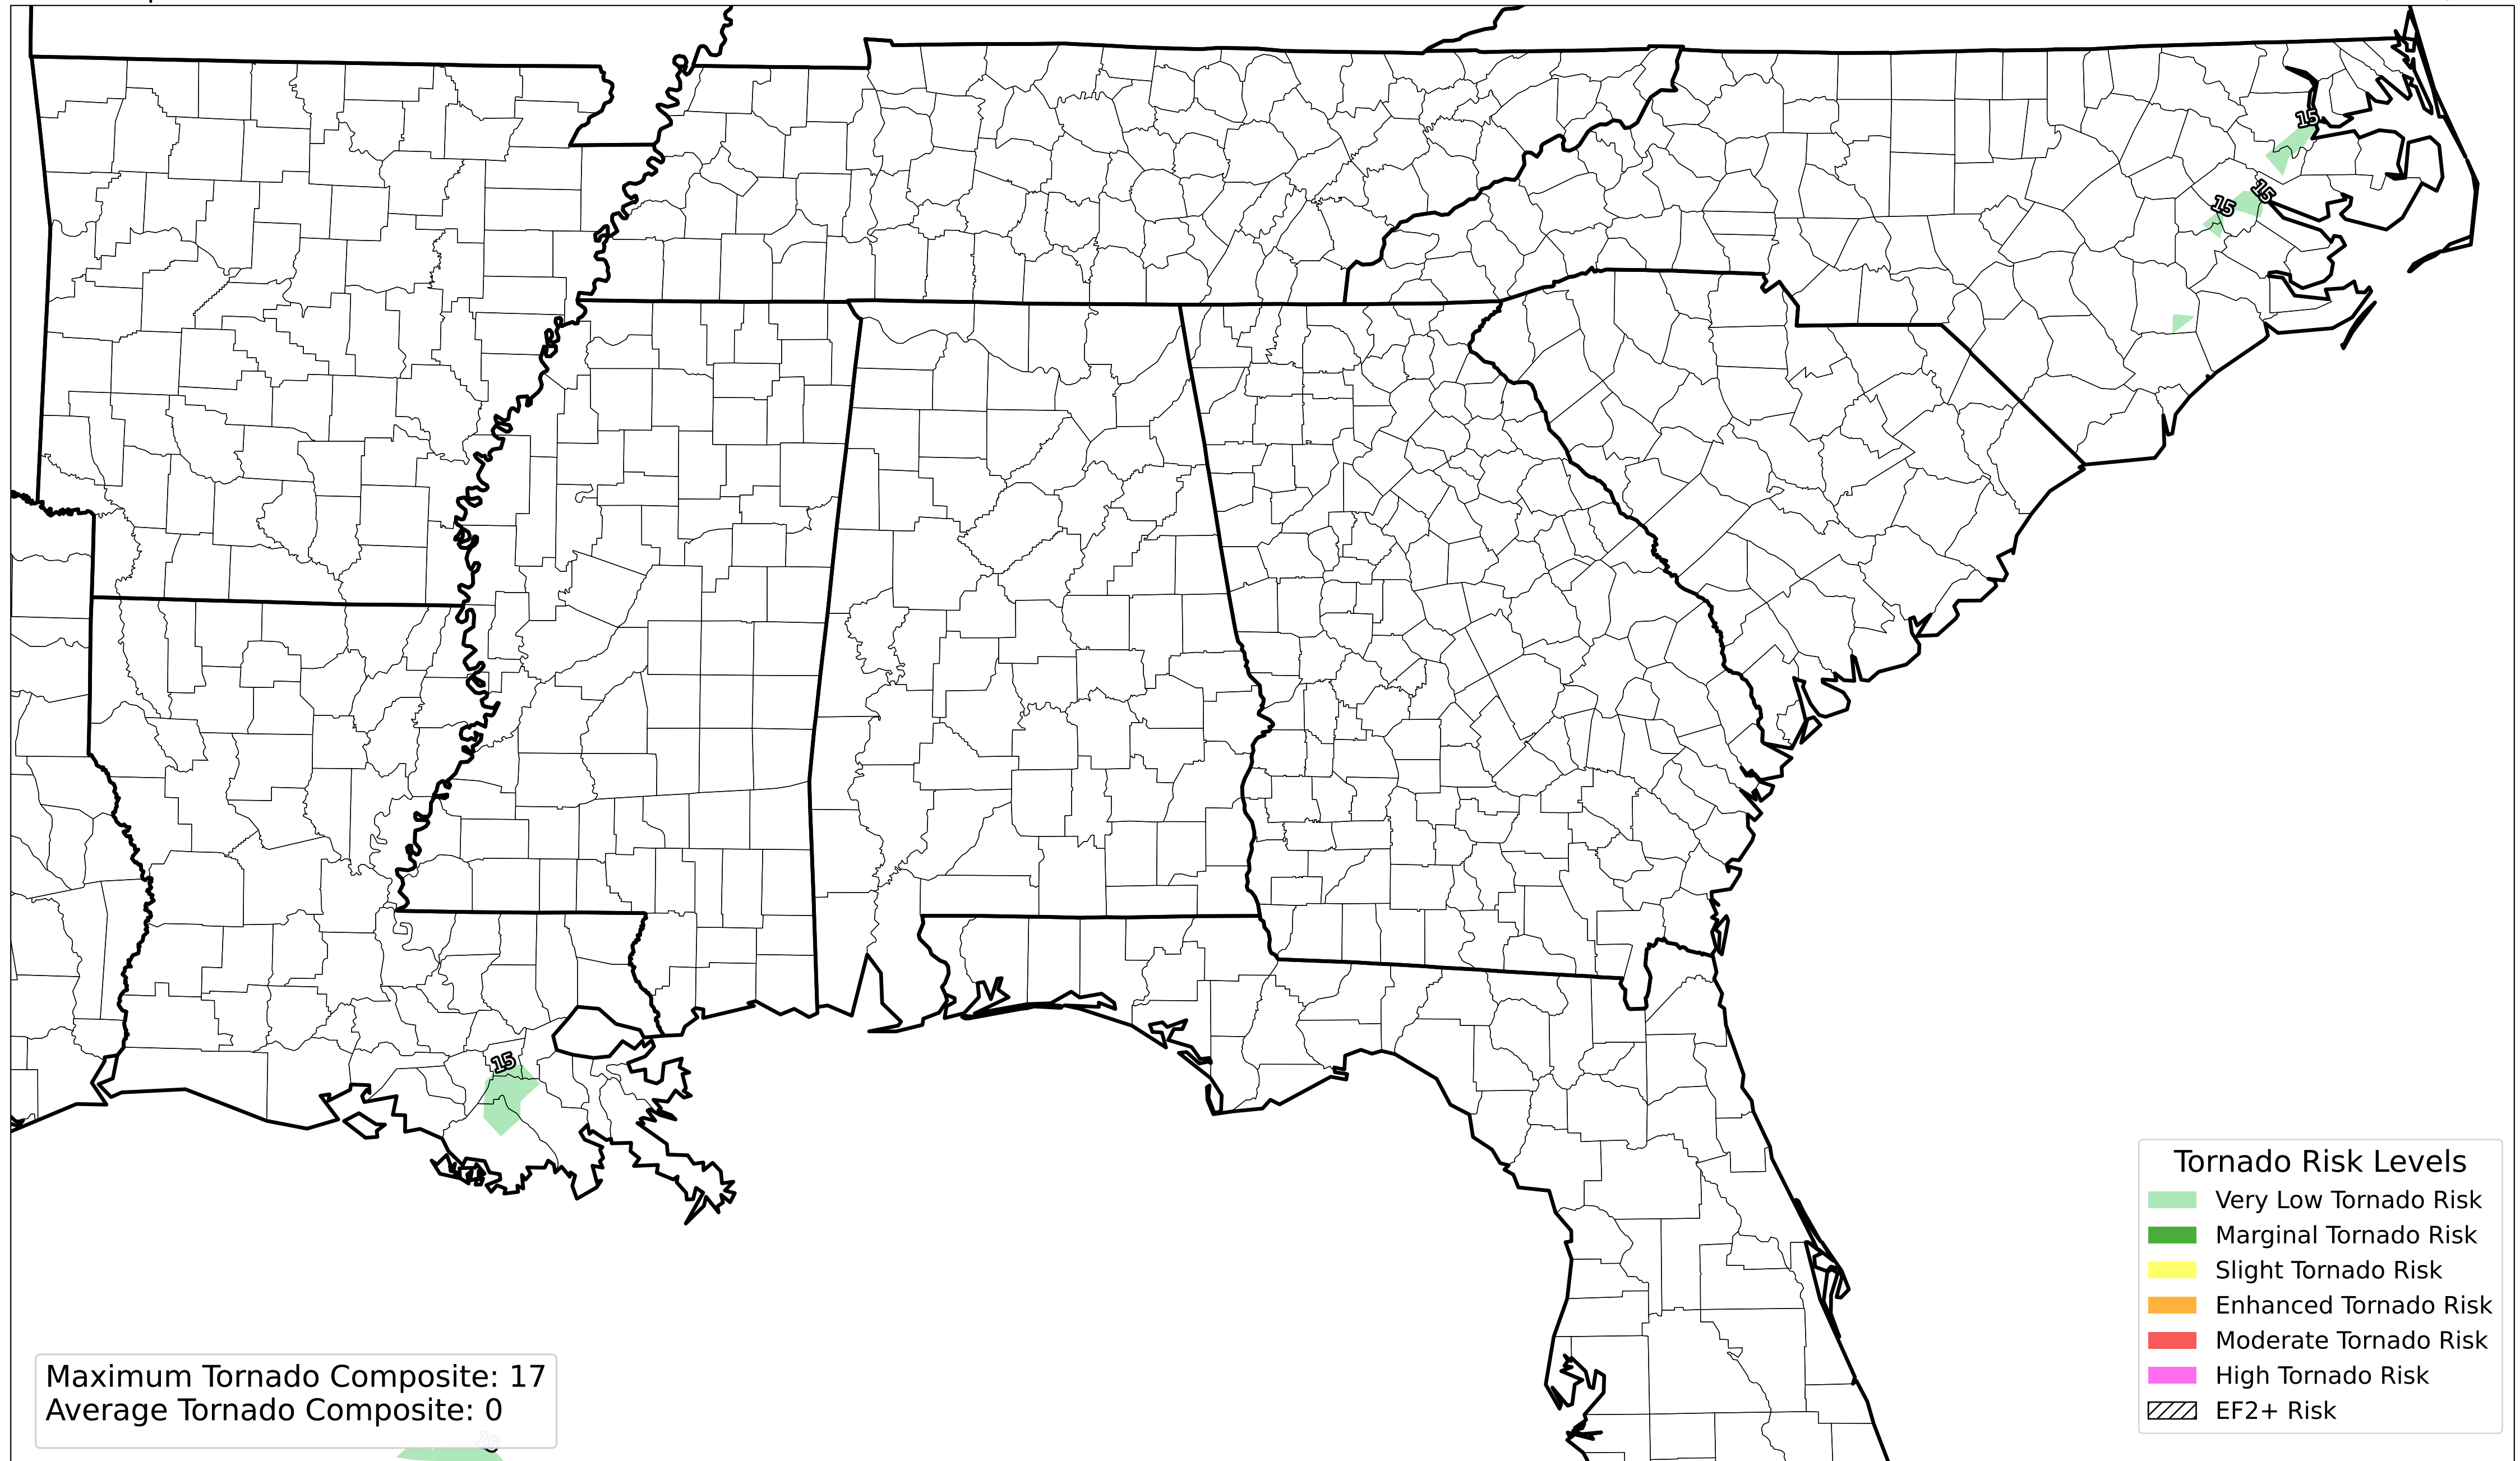 15
15
15
15
Tornado Risk Levels
Very Low Tornado Risk
Marginal Tornado Risk
Slight Tornado Risk
Enhanced Tornado Risk
Moderate Tornado Risk
High Tornado Risk
EF2+ Risk
Maximum Tornado Composite: 17
Average Tornado Composite: 0
15